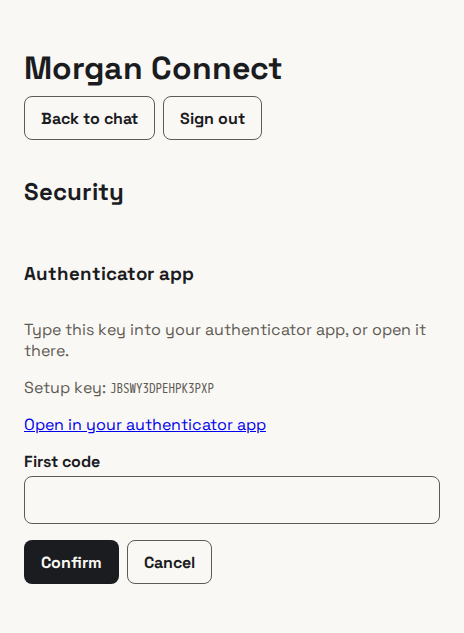 Morgan Connect
Back to chat
Sign out
Security
Authenticator app
Type this key into your authenticator app, or open it
there.
Setup key: JBSWY3DPEHPK3PXP
Open in your authenticator app
First code
Confirm
Cancel